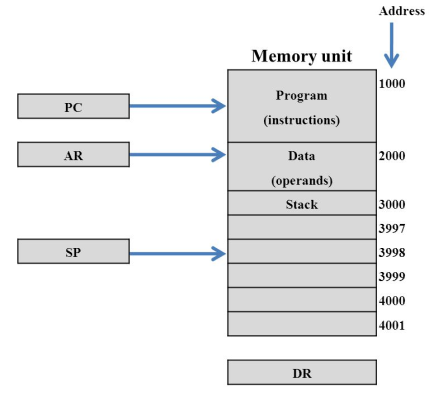 Address
Memory unit
1000
Program
(instructions)
PC
AR
Data
(operands)
2000
Stack
3000
3997
SP
3998
3999
4000
4001
DR